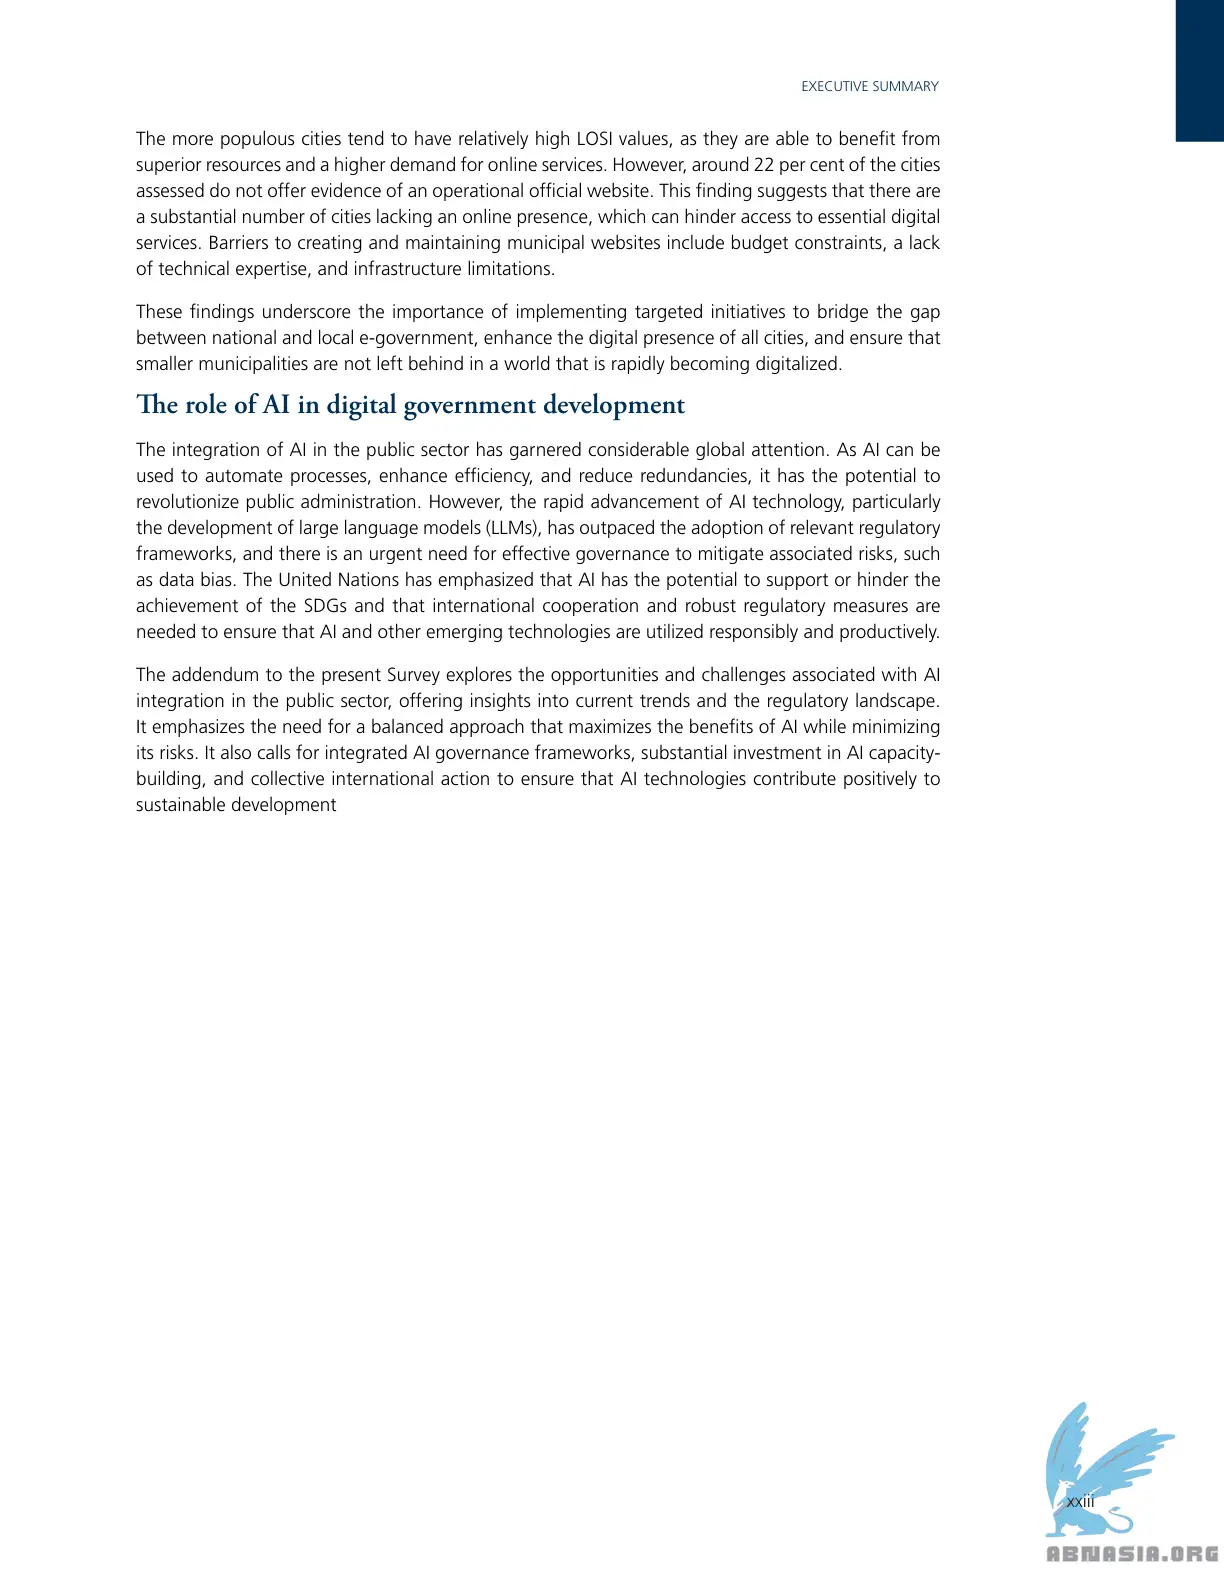 EXECUTIVE SUMMARY
The more populous cities tend to have relatively high LOSI values, as they are able to benefit from
superior resources and a higher demand for online services. However, around 22 per cent of the cities
assessed do not offer evidence of an operational official website. This finding suggests that there are
a substantial number of cities lacking an online presence, which can hinder access to essential digital
services. Barriers to creating and maintaining municipal websites include budget constraints, a lack
of technical expertise, and infrastructure limitations.
These findings underscore the importance of implementing targeted initiatives to bridge the gap
between national and local e-government, enhance the digital presence of all cities, and ensure that
smaller municipalities are not left behind in a world that is rapidly becoming digitalized.
The role of AI in digital government development
The integration of AI in the public sector has garnered considerable global attention. As AI can be
used to automate processes, enhance efficiency, and reduce redundancies, it has the potential to
revolutionize public administration. However, the rapid advancement of AI technology, particularly
the development of large language models (LLMs), has outpaced the adoption of relevant regulatory
frameworks, and there is an urgent need for effective governance to mitigate associated risks, such
as data bias. The United Nations has emphasized that AI has the potential to support or hinder the
achievement of the SDGs and that international cooperation and robust regulatory measures are
needed to ensure that AI and other emerging technologies are utilized responsibly and productively.
The addendum to the present Survey explores the opportunities and challenges associated with AI
integration in the public sector, offering insights into current trends and the regulatory landscape.
It emphasizes the need for a balanced approach that maximizes the benefits of AI while minimizing
its risks. It also calls for integrated AI governance frameworks, substantial investment in AI capacity-
building, and collective international action to ensure that AI technologies contribute positively to
sustainable development
xxiii
ABNASIA.ORG